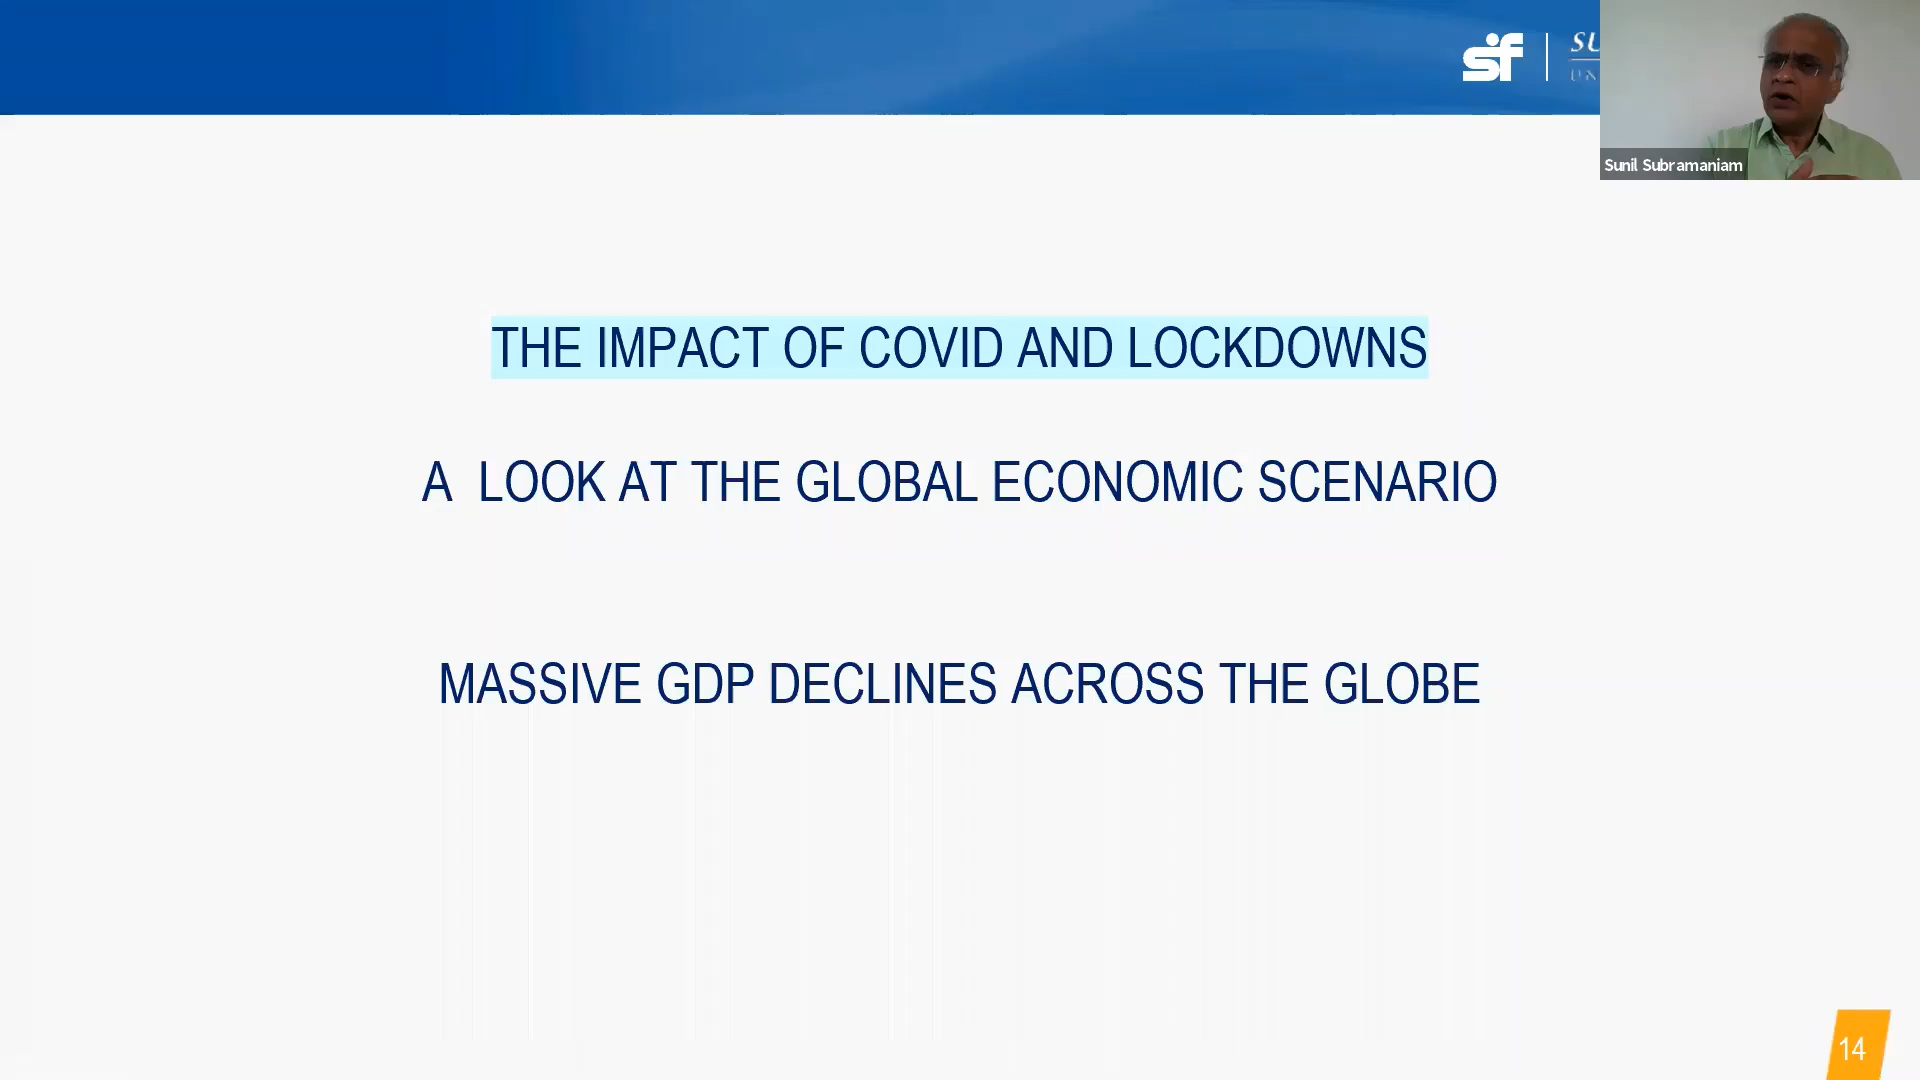 sf
Sunil Subramaniam
THE IMPACT OF COVID AND LOCKDOWNS
A LOOK AT THE GLOBAL ECONOMIC SCENARIO
MASSIVE GDP DECLINES ACROSS THE GLOBE
14